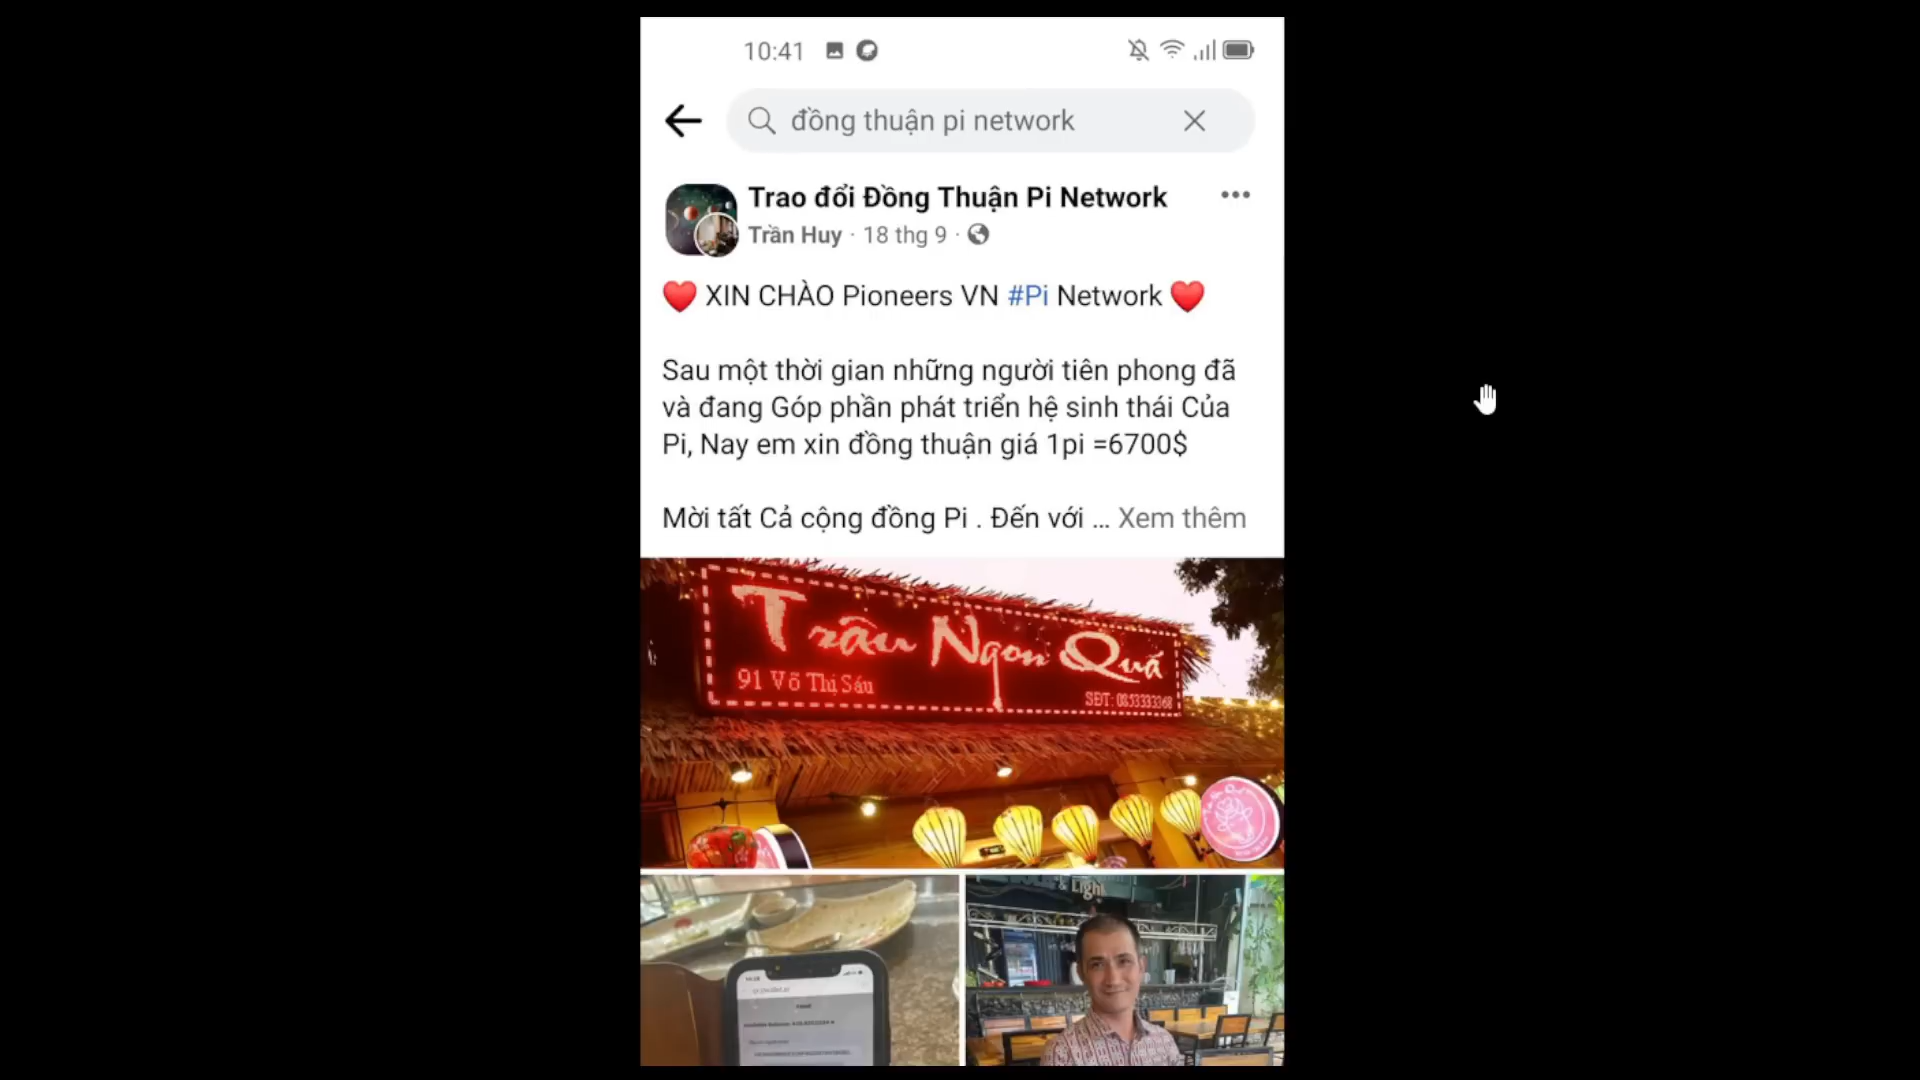 10:41
đồng thuận pi network
Trao đổi Đồng Thuận Pi Network
Trần Huy · 18 thg 9 ·
XIN CHÀO Pioneers VN #Pi Network
Sau một thời gian những người tiên phong đã
và đang Góp phần phát triển hệ sinh thái Của
Pi, Nay em xin đồng thuận giá 1pi =6700$
Mời tất Cả cộng đồng Pi . Đến với ... Xem thêm
Trâu Ngon Quá
91 Võ Thị Sáu
SĐT: 0853333368
Light